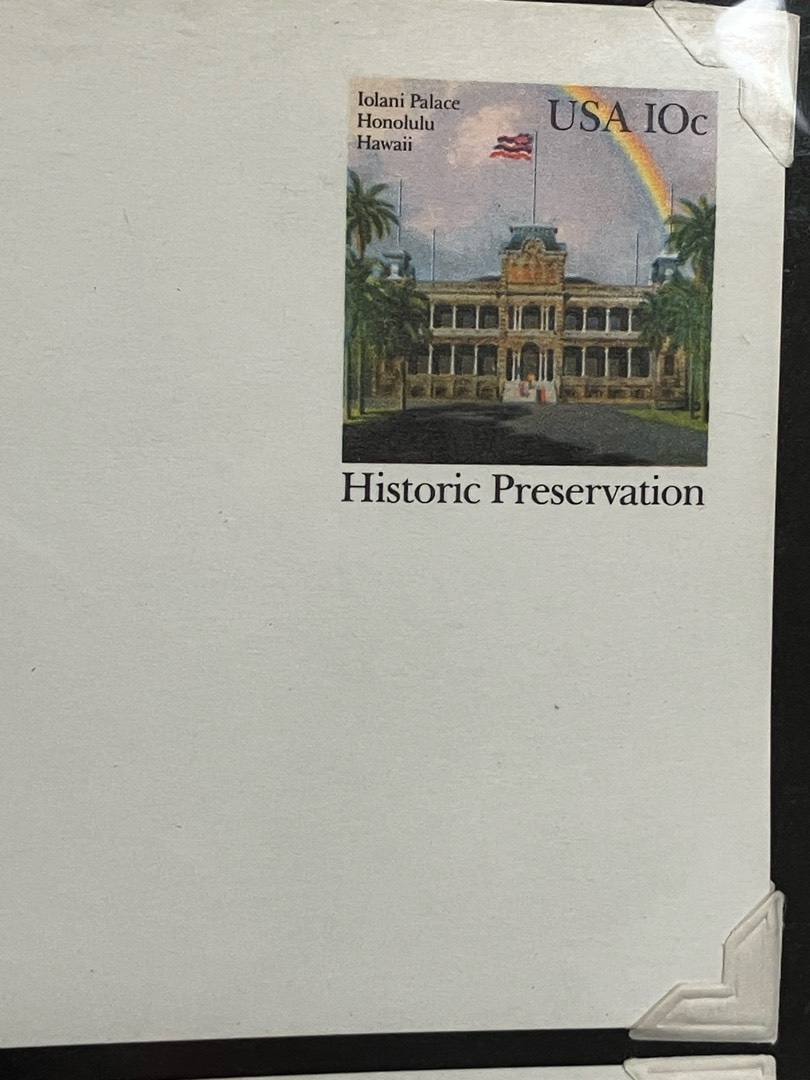 Iolani Palace
Honolulu
Hawaii
USA 10c
Historic Preservation